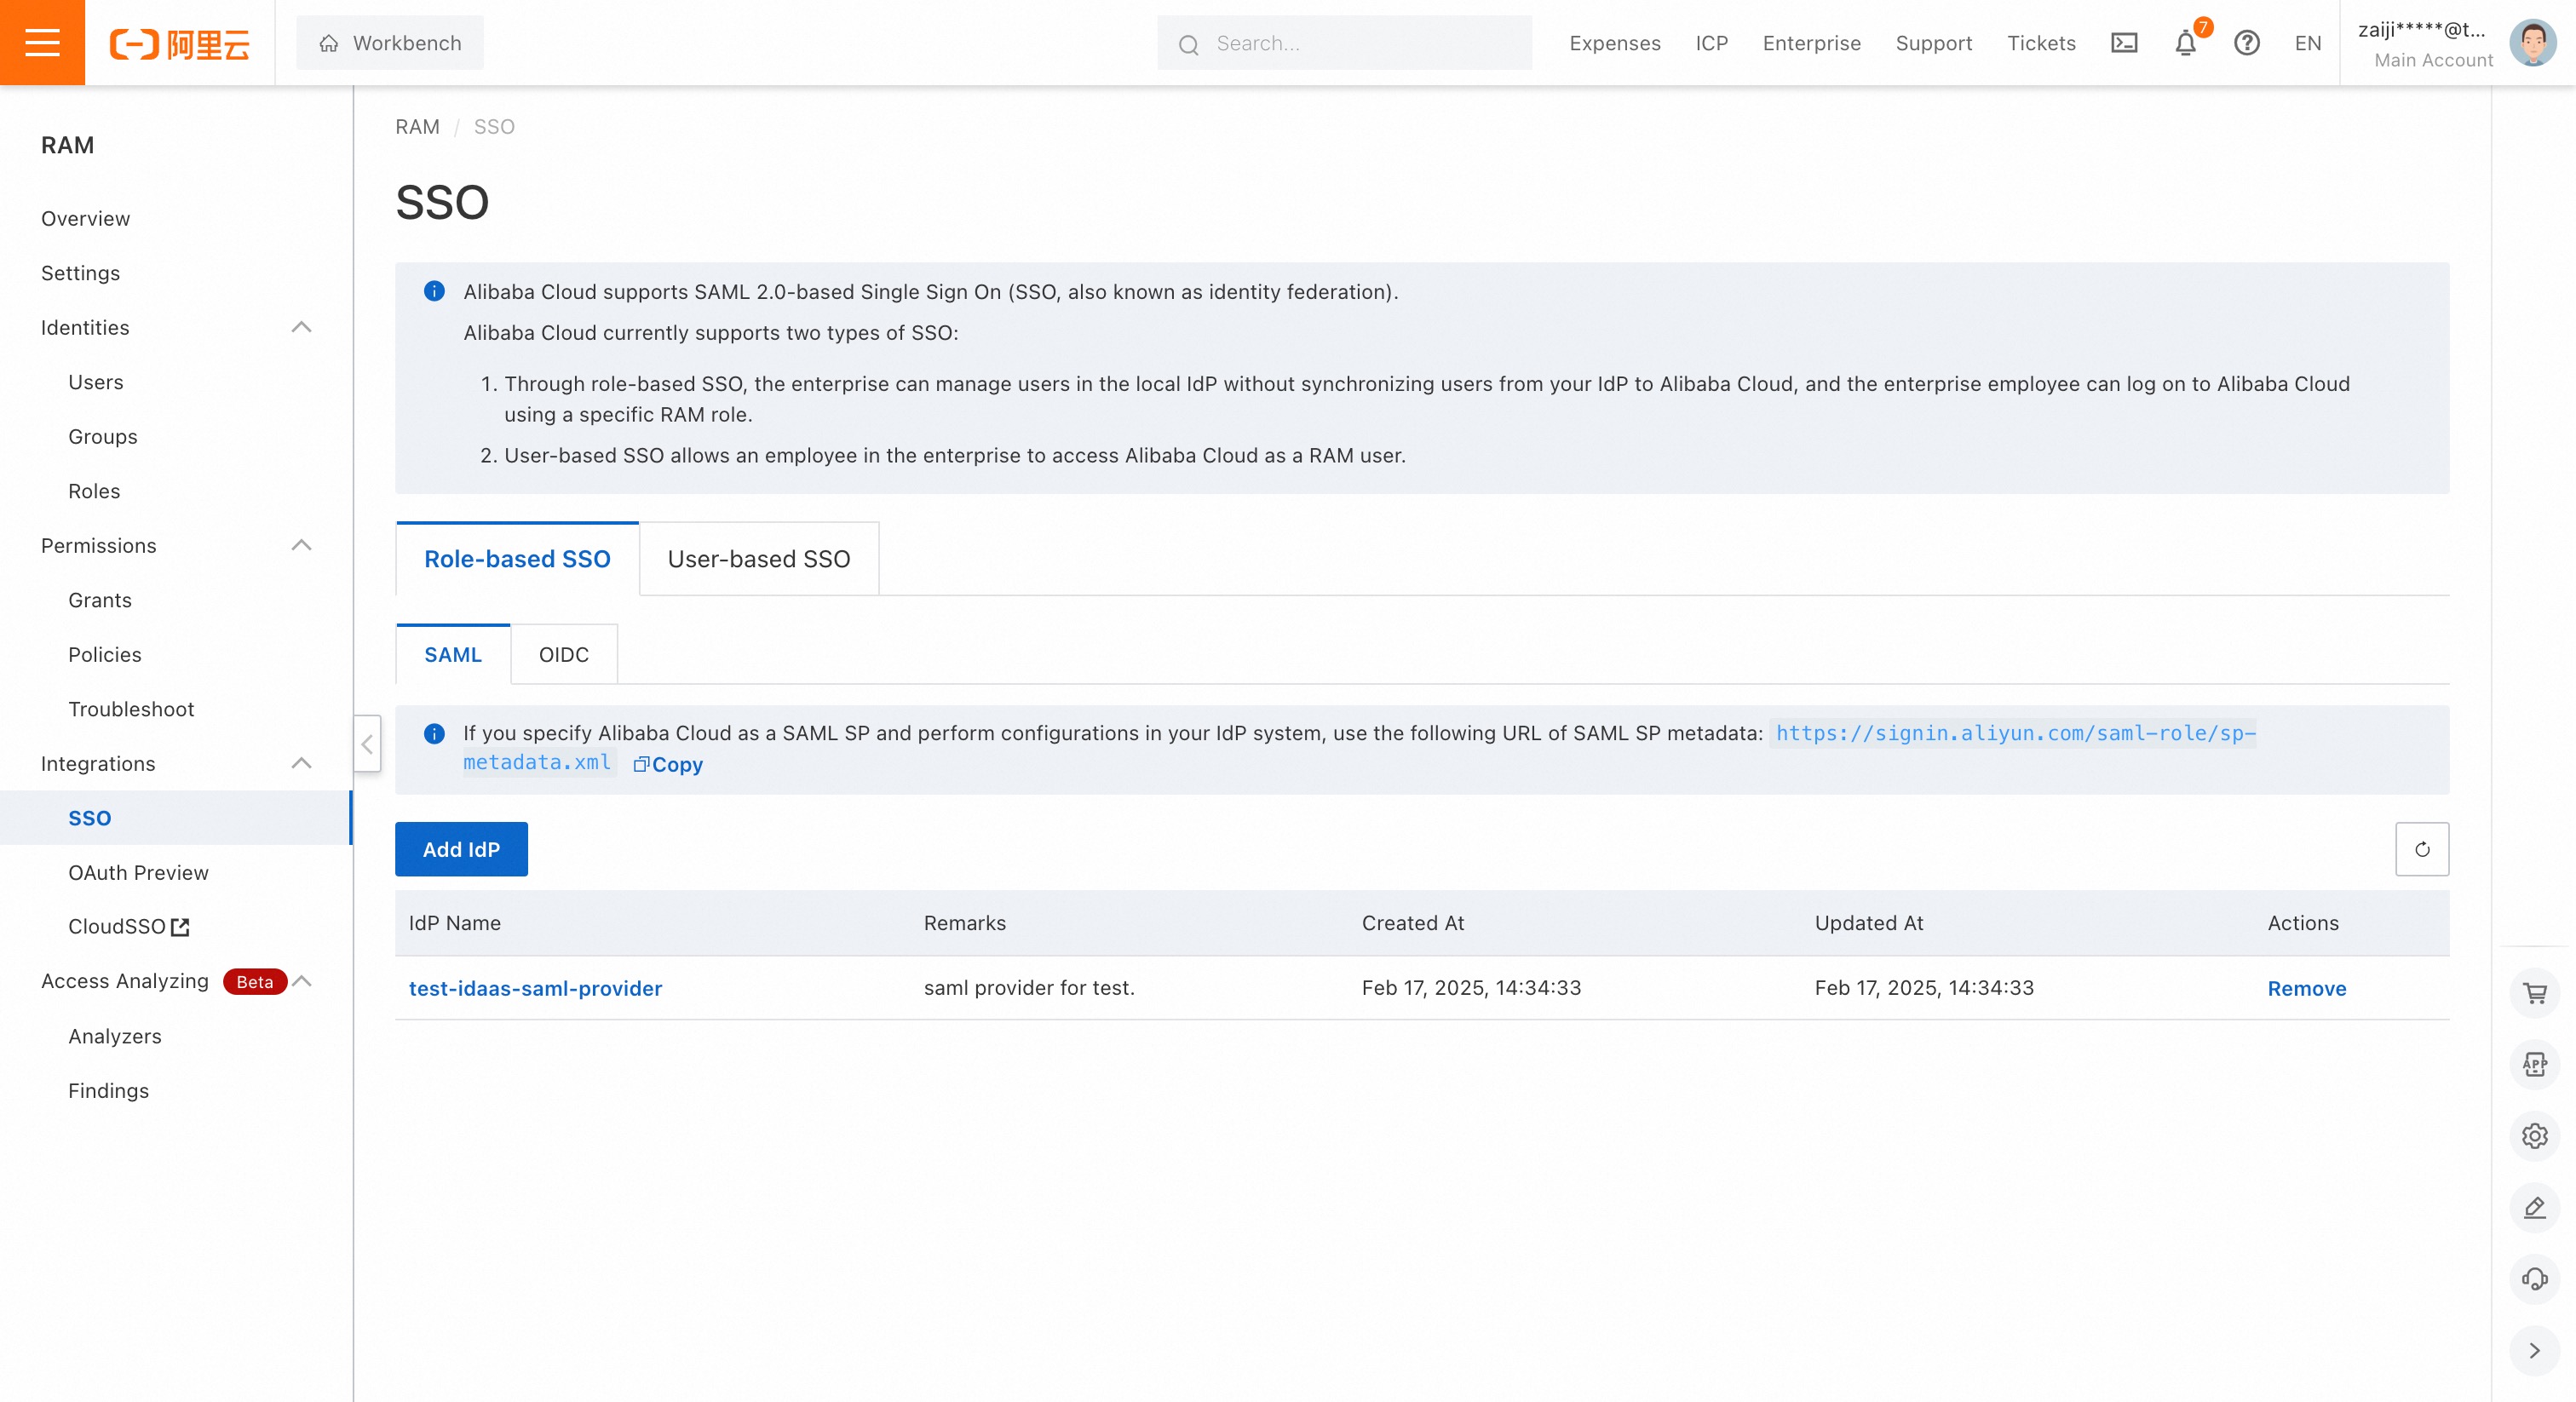 阿里云
Workbench
Search...
Expenses
ICP
Enterprise
Support
Tickets
7
EN
zaiji*****@t...
Main Account
RAM
Overview
Settings
Identities
Users
Groups
Roles
Permissions
Grants
Policies
Troubleshoot
Integrations
SSO
OAuth Preview
CloudSSO
Access Analyzing Beta
Analyzers
Findings
RAM / SSO
SSO
Alibaba Cloud supports SAML 2.0-based Single Sign On (SSO, also known as identity federation).
Alibaba Cloud currently supports two types of SSO:
1. Through role-based SSO, the enterprise can manage users in the local IdP without synchronizing users from your IdP to Alibaba Cloud, and the enterprise employee can log on to Alibaba Cloud
using a specific RAM role.
2. User-based SSO allows an employee in the enterprise to access Alibaba Cloud as a RAM user.
Role-based SSO
User-based SSO
SAML
OIDC
If you specify Alibaba Cloud as a SAML SP and perform configurations in your IdP system, use the following URL of SAML SP metadata: https://signin.aliyun.com/saml-role/sp-
metadata.xml Copy
Add IdP
IdP Name Remarks Created At Updated At Actions
test-idaas-saml-provider saml provider for test. Feb 17, 2025, 14:34:33 Feb 17, 2025, 14:34:33 Remove
APP